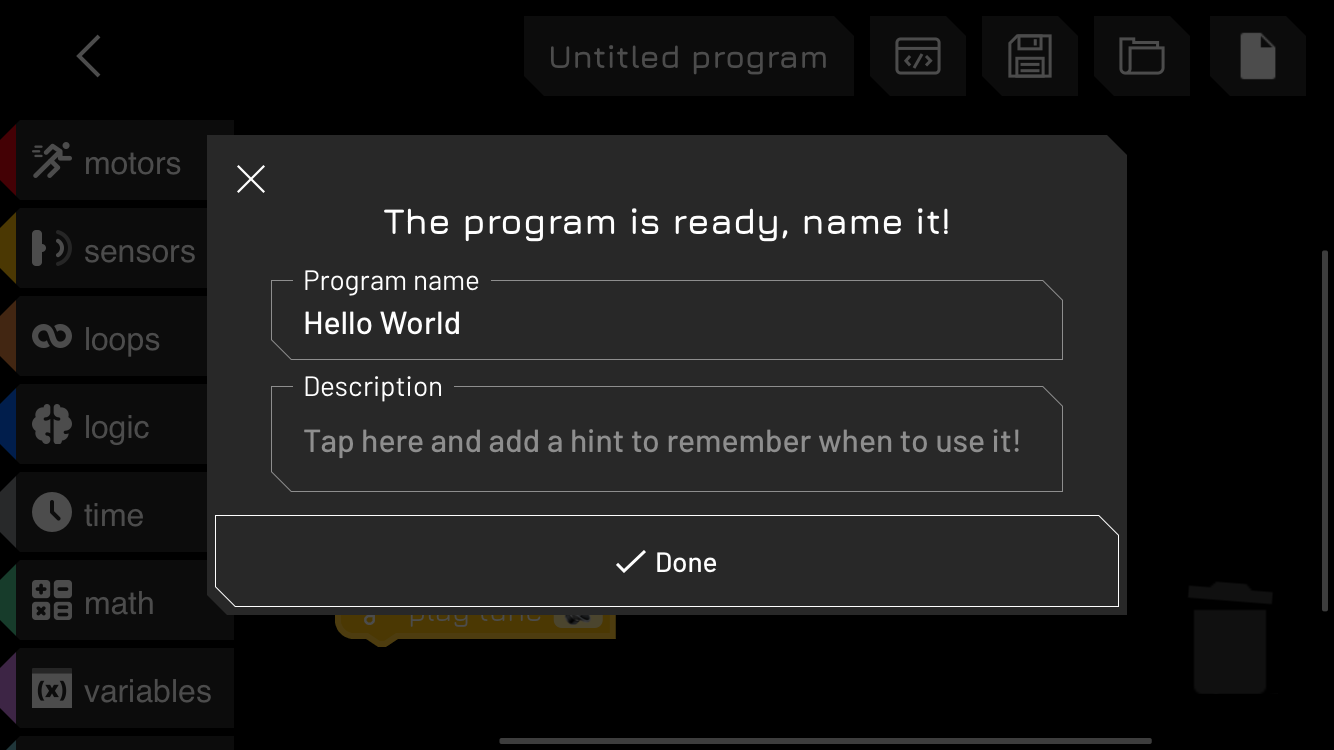 Untitled program
motors
sensors
loops
logic
time
math
variables
The program is ready, name it!
Program name
Hello World
Description
Tap here and add a hint to remember when to use it!
Done
play tune